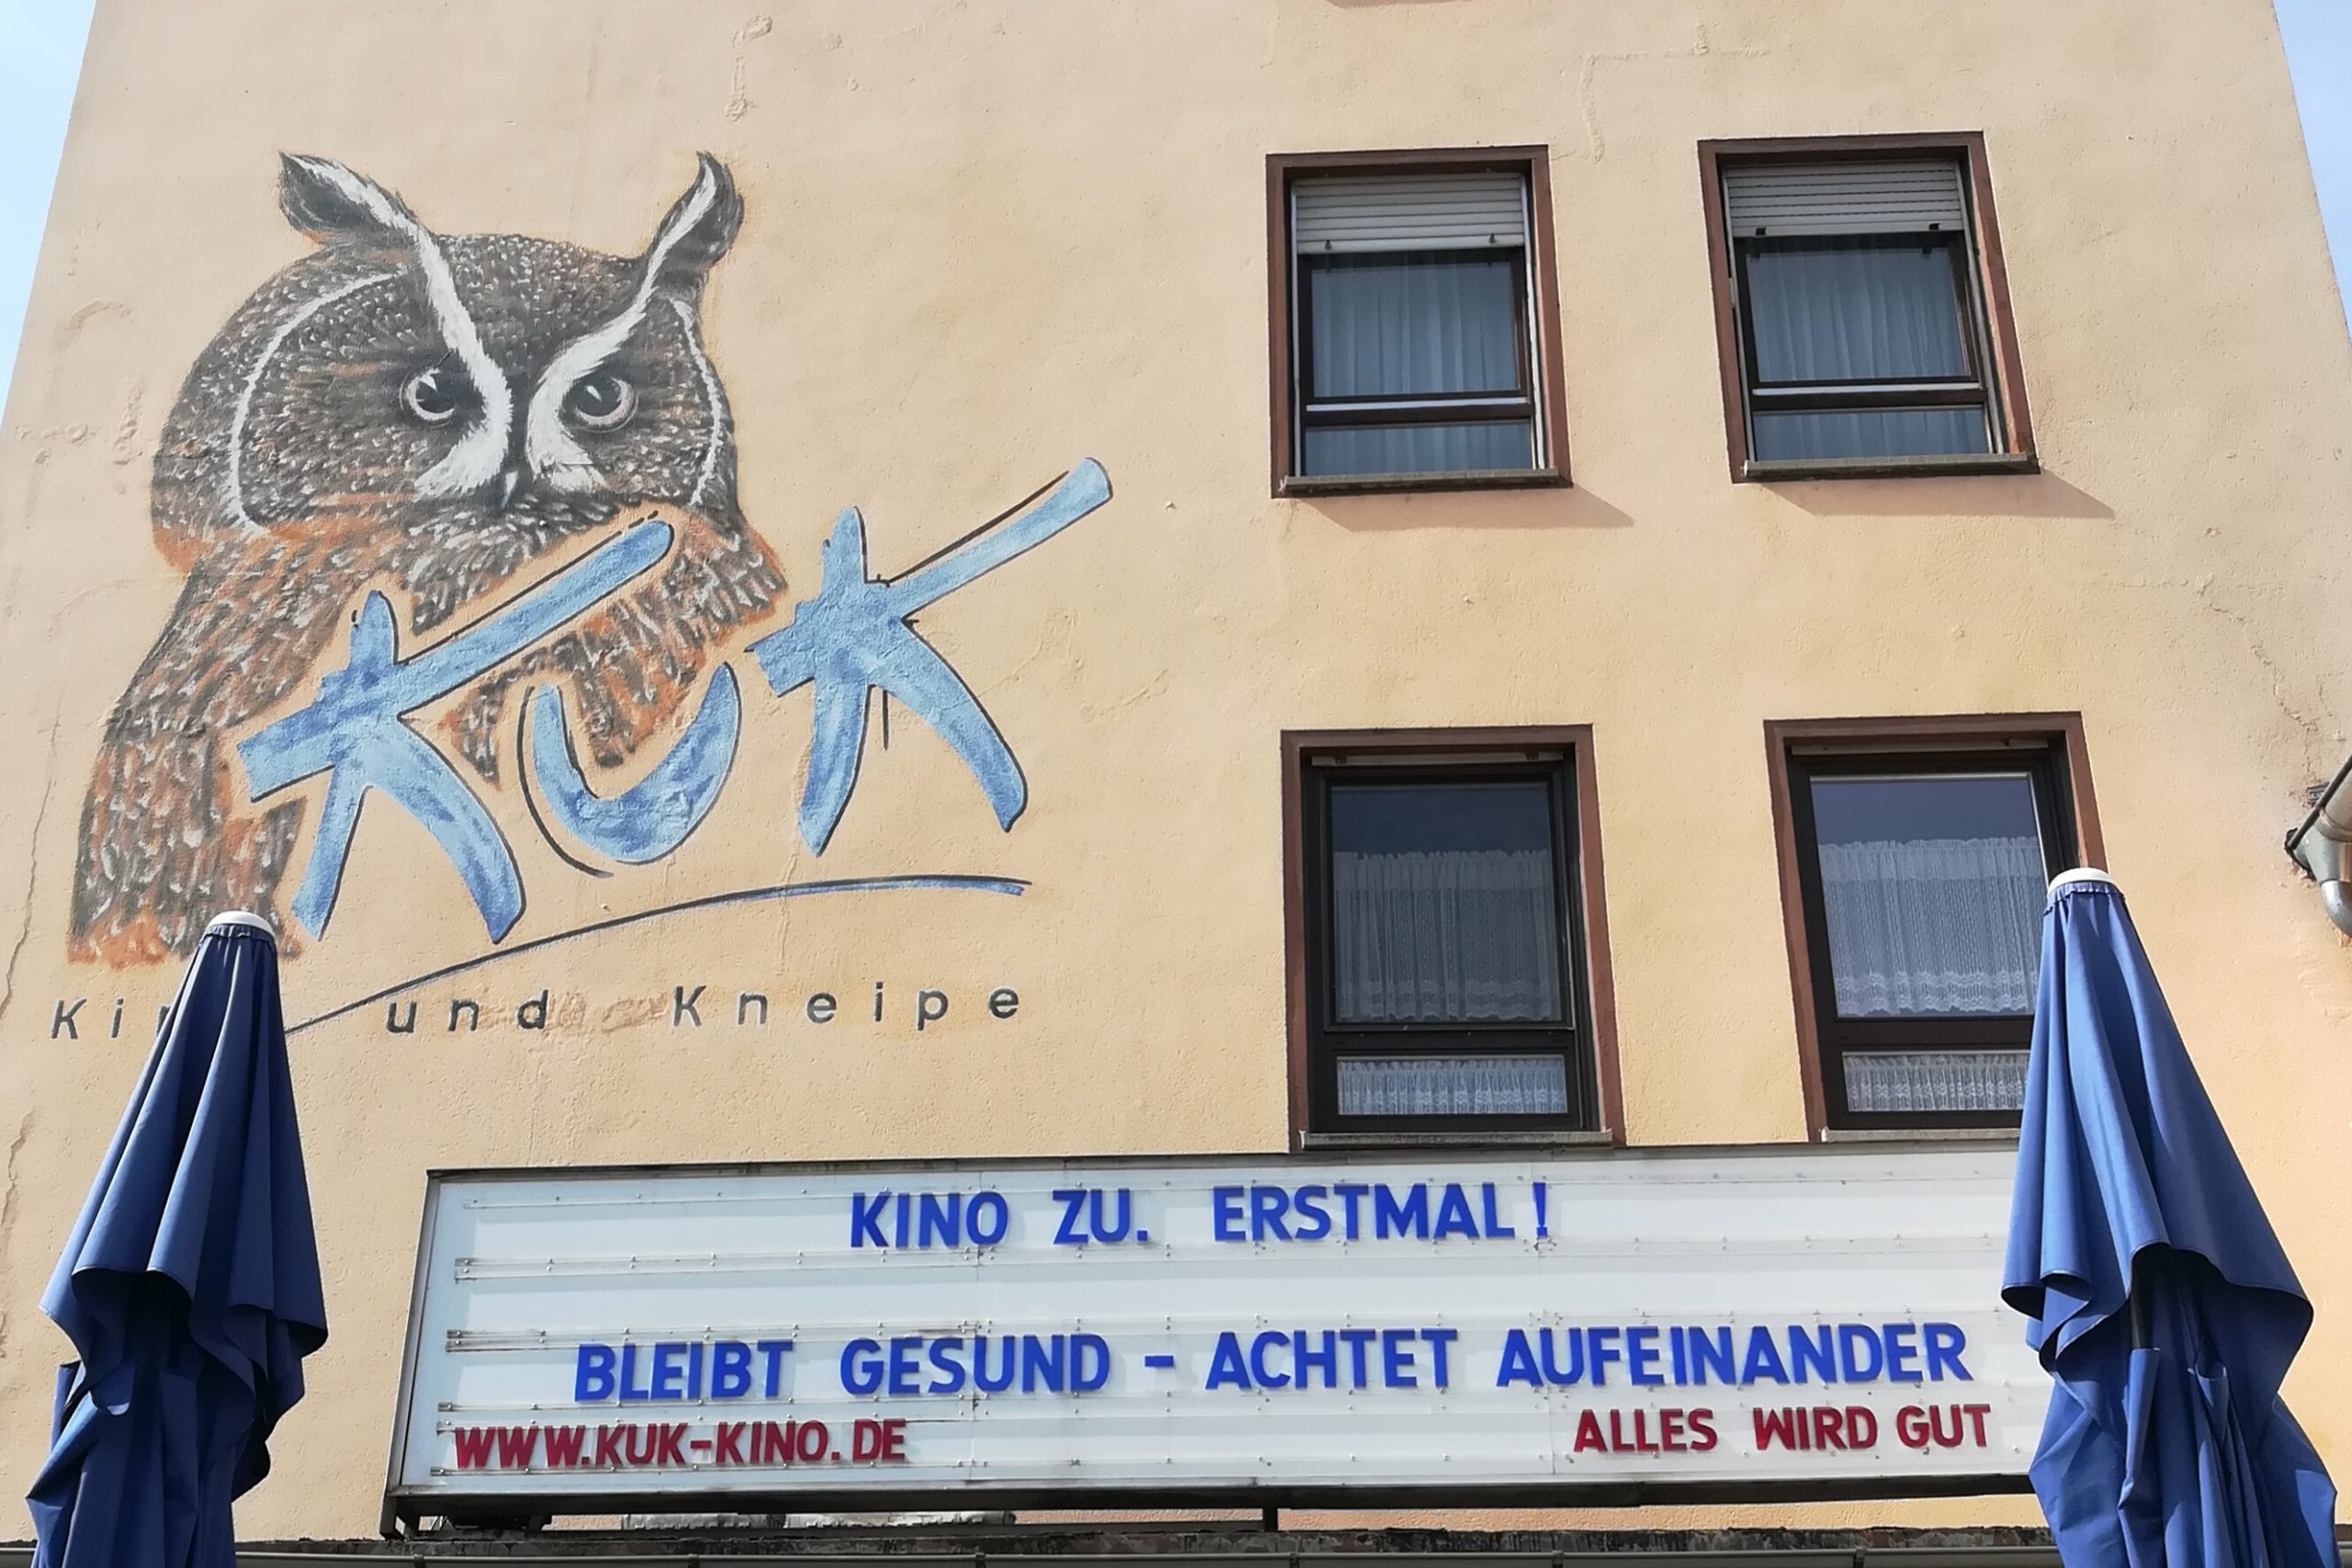 KUK
und Kneipe
KINO ZU. ERSTMAL!
BLEIBT GESUND - ACHTET AUFEINANDER
WWW.KUK-KINO.DE ALLES WIRD GUT